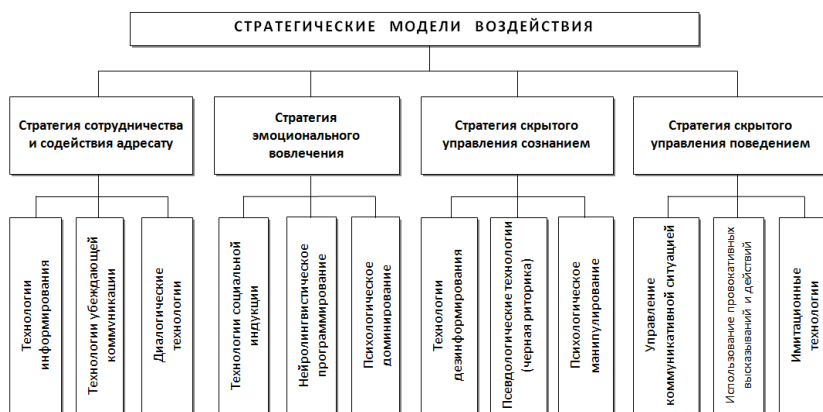 СТРАТЕГИЧЕСКИЕ МОДЕЛИ ВОЗДЕЙСТВИЯ
Стратегия сотрудничества
и содействия адресату
Стратегия
эмоционального
вовлечения
Стратегия скрытого
управления сознанием
Стратегия скрытого
управления поведением
Технологии
информирования
Технологии убеждающей
коммуникации
Диалогические
технологии
Технологии социальной
индукции
Нейролингвистическое
программирование
Психологическое
доминирование
Технологии
дезинформирования
Псевдологические технологии
(черная риторика)
Психологическое
манипулирование
Управление
коммуникативной ситуацией
Использование провокативных
высказываний и действий
Имитационные
технологии